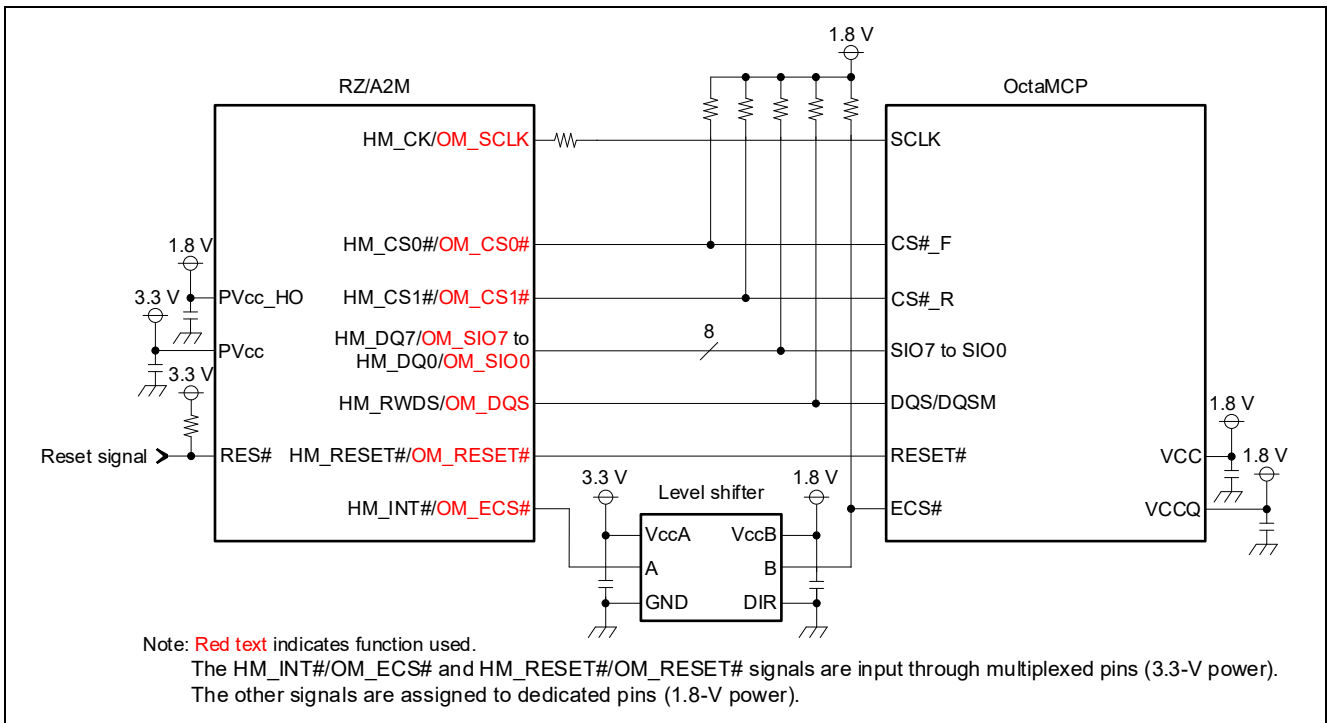 1.8 V
RZ/A2M
OctaMCP
HM_CK/OM_SCLK
SCLK
HM_CS0#/OM_CS0#
CS#_F
1.8 V
PVcc_HO
HM_CS1#/OM_CS1#
CS#_R
3.3 V
HM_DQ7/OM_SIO7 to
HM_DQ0/OM_SIO0
8
SIO7 to SIO0
PVcc
3.3 V
HM_RWDS/OM_DQS
DQS/DQSM
1.8 V
Reset signal
RES#
HM_RESET#/OM_RESET#
RESET#
VCC
1.8 V
3.3 V
Level shifter
1.8 V
HM_INT#/OM_ECS#
ECS#
VCCQ
VccA
VccB
A
B
GND
DIR
Note: Red text indicates function used.
The HM_INT#/OM_ECS# and HM_RESET#/OM_RESET# signals are input through multiplexed pins (3.3-V power).
The other signals are assigned to dedicated pins (1.8-V power).